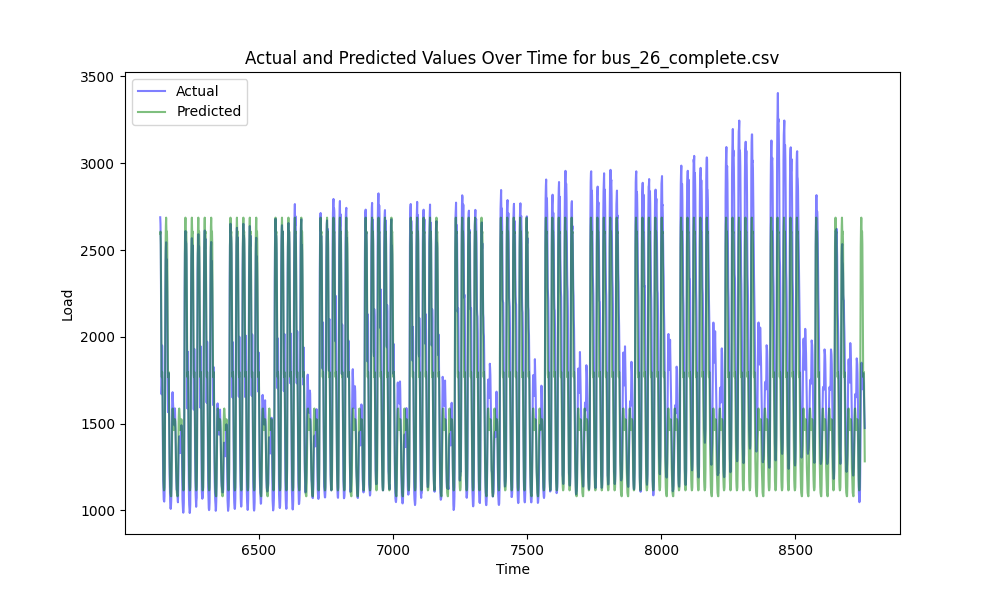 Actual and Predicted Values Over Time for bus_26_complete.csv
Actual
Predicted
3500
3000
2500
2000
1500
1000
Load
6500 7000 7500 8000 8500
Time